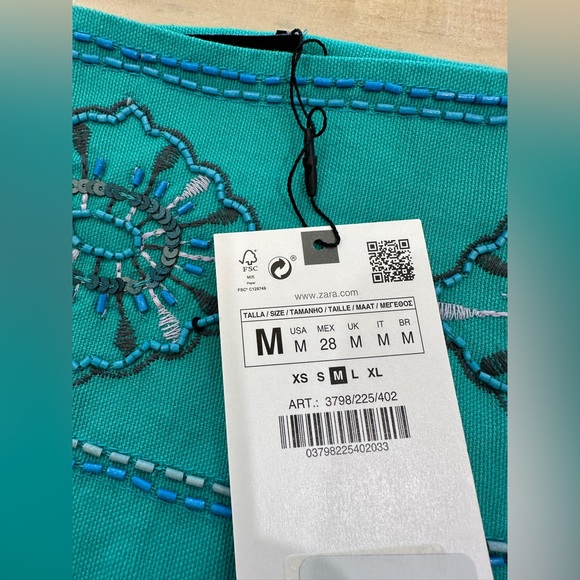 FSC
MIX
Paper
FSC® C128748
www.zara.com
TALLA / SIZE / TAMANHO / TAILLE / MAAT / ΜΕΓΕΘΟΣ
M USA MEX UK IT BR
M 28 M M M
XS S M L XL
ART.: 3798/225/402
03798225402033